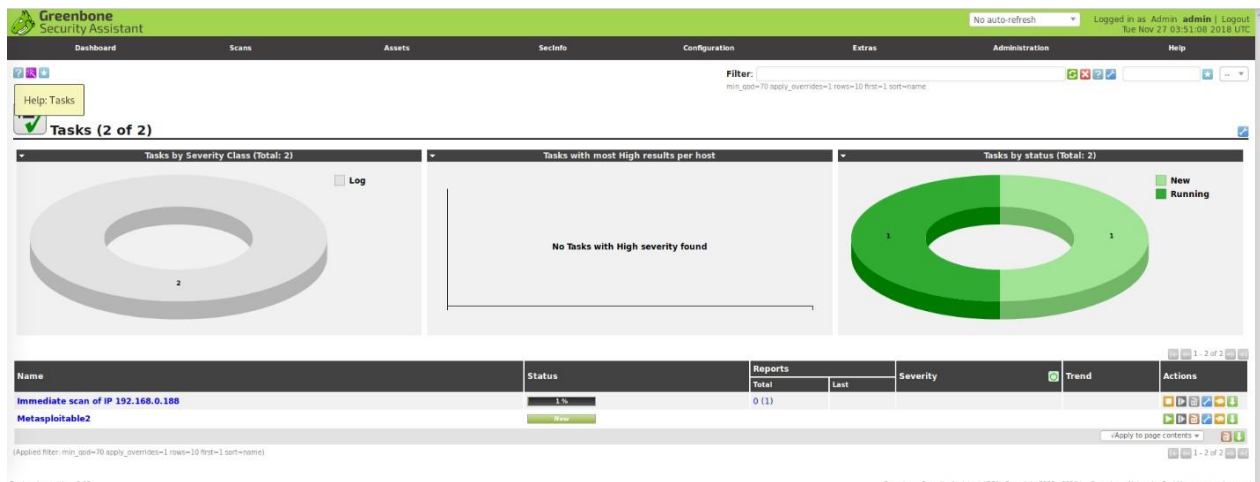 Greenbone
Security Assistant
No auto-refresh
Logged in as Admin admin | Logout
Tue Nov 27 03:51:08 2018 UTC
Dashboard Scans Assets SecInfo Configuration Extras Administration Help
Filter:
min_qod=70 apply_overrides=1 rows=10 first=1 sort=name
--
Help: Tasks
Tasks (2 of 2)
Tasks by Severity Class (Total: 2)
Log
2
Tasks with most High results per host
No Tasks with High severity found
Tasks by status (Total: 2)
New
Running
1
1
1 - 2 of 2
Name Status Reports Severity Trend Actions
Total Last
Immediate scan of IP 192.168.0.188 1 % 0 (1)
Metasploitable2 New
√Apply to page contents
(Applied filter: min_qod=70 apply_overrides=1 rows=10 first=1 sort=name)
1 - 2 of 2